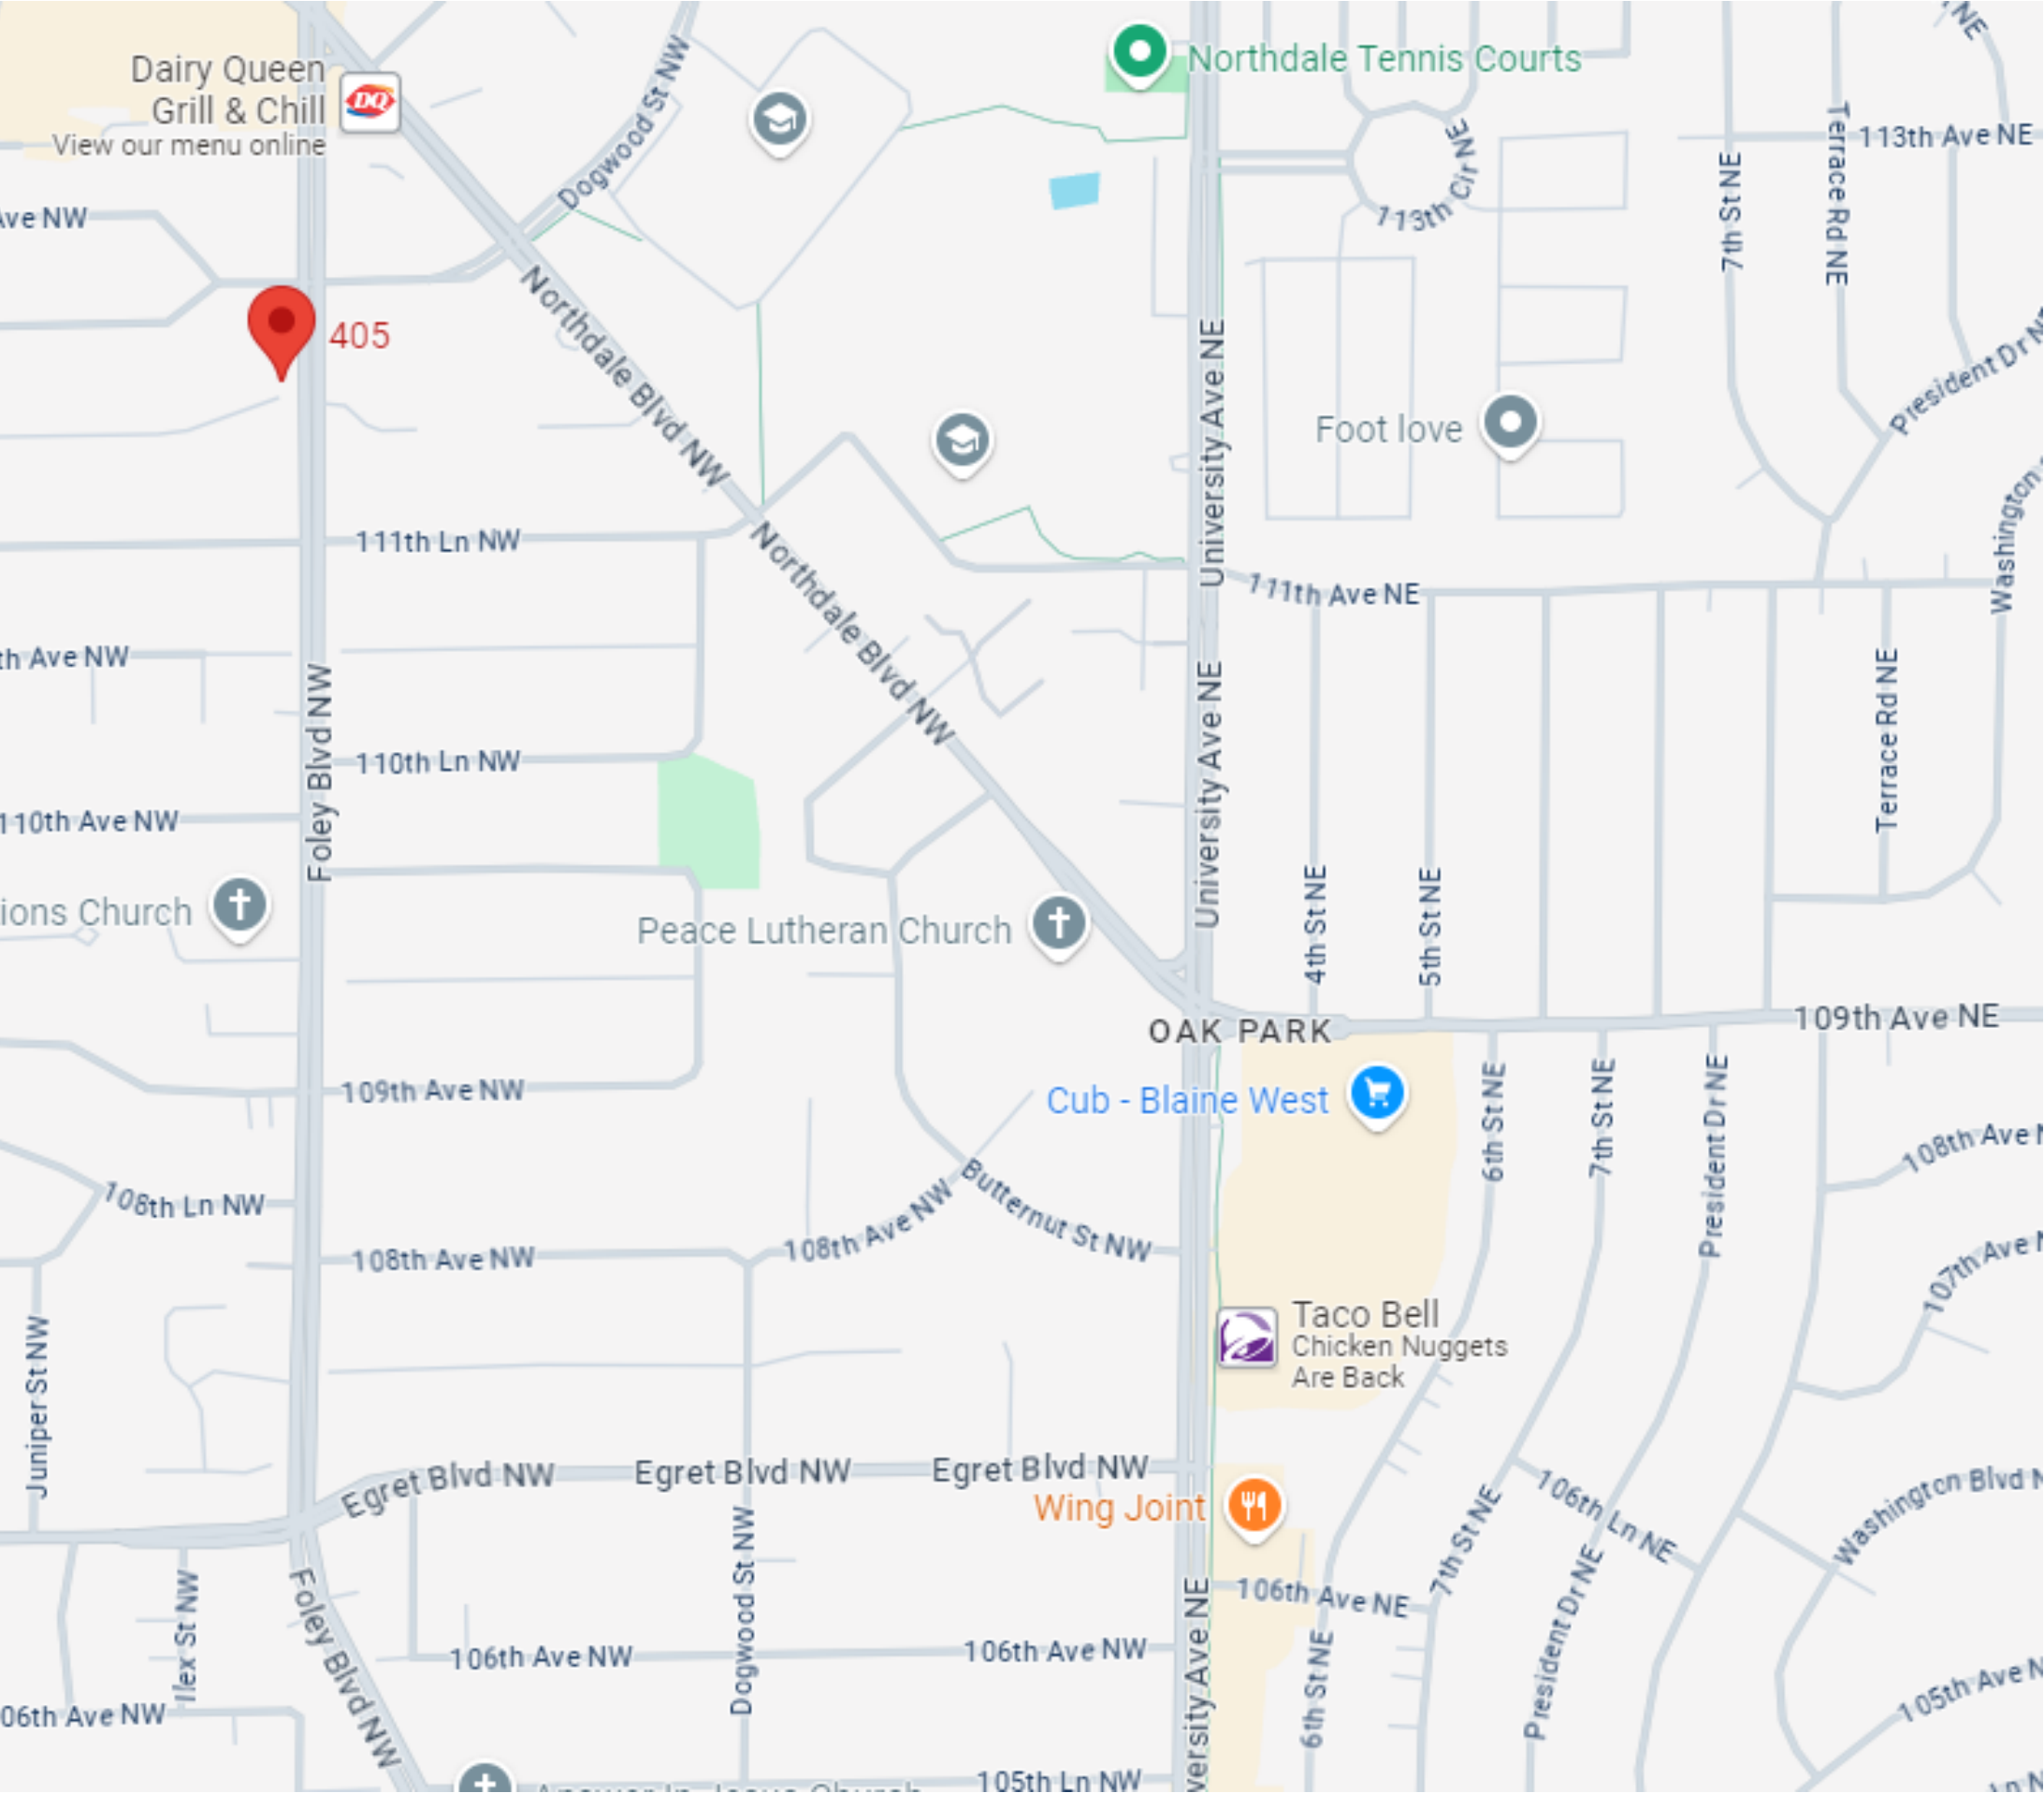 NE
Dairy Queen
Grill & Chill
View our menu online
DQ
Dogwood St NW
Northdale Tennis Courts
113th Cir NE
7th St NE
Terrace Rd NE
113th Ave NE
Ave NW
405
Northdale Blvd NW
University Ave NE
Foot love
President Dr NE
Washington
111th Ln NW
Northdale Blvd NW
111th Ave NE
th Ave NW
Foley Blvd NW
University Ave NE
Terrace Rd NE
110th Ln NW
110th Ave NW
ions Church
Peace Lutheran Church
4th St NE
5th St NE
OAK PARK
109th Ave NE
109th Ave NW
Cub - Blaine West
6th St NE
7th St NE
President Dr NE
108th Ave N
108th Ln NW
108th Ave NW
108th Ave NW
Butternut St NW
107th Ave N
Taco Bell
Chicken Nuggets
Are Back
Juniper St NW
Egret Blvd NW
Egret Blvd NW
Egret Blvd NW
Wing Joint
7th St NE
106th Ln NE
Washington Blvd N
Foley Blvd NW
Ilex St NW
Dogwood St NW
106th Ave NE
106th Ave NW
106th Ave NW
versity Ave NE
6th St NE
President Dr NE
105th Ave N
06th Ave NW
105th Ln NW
Ln N